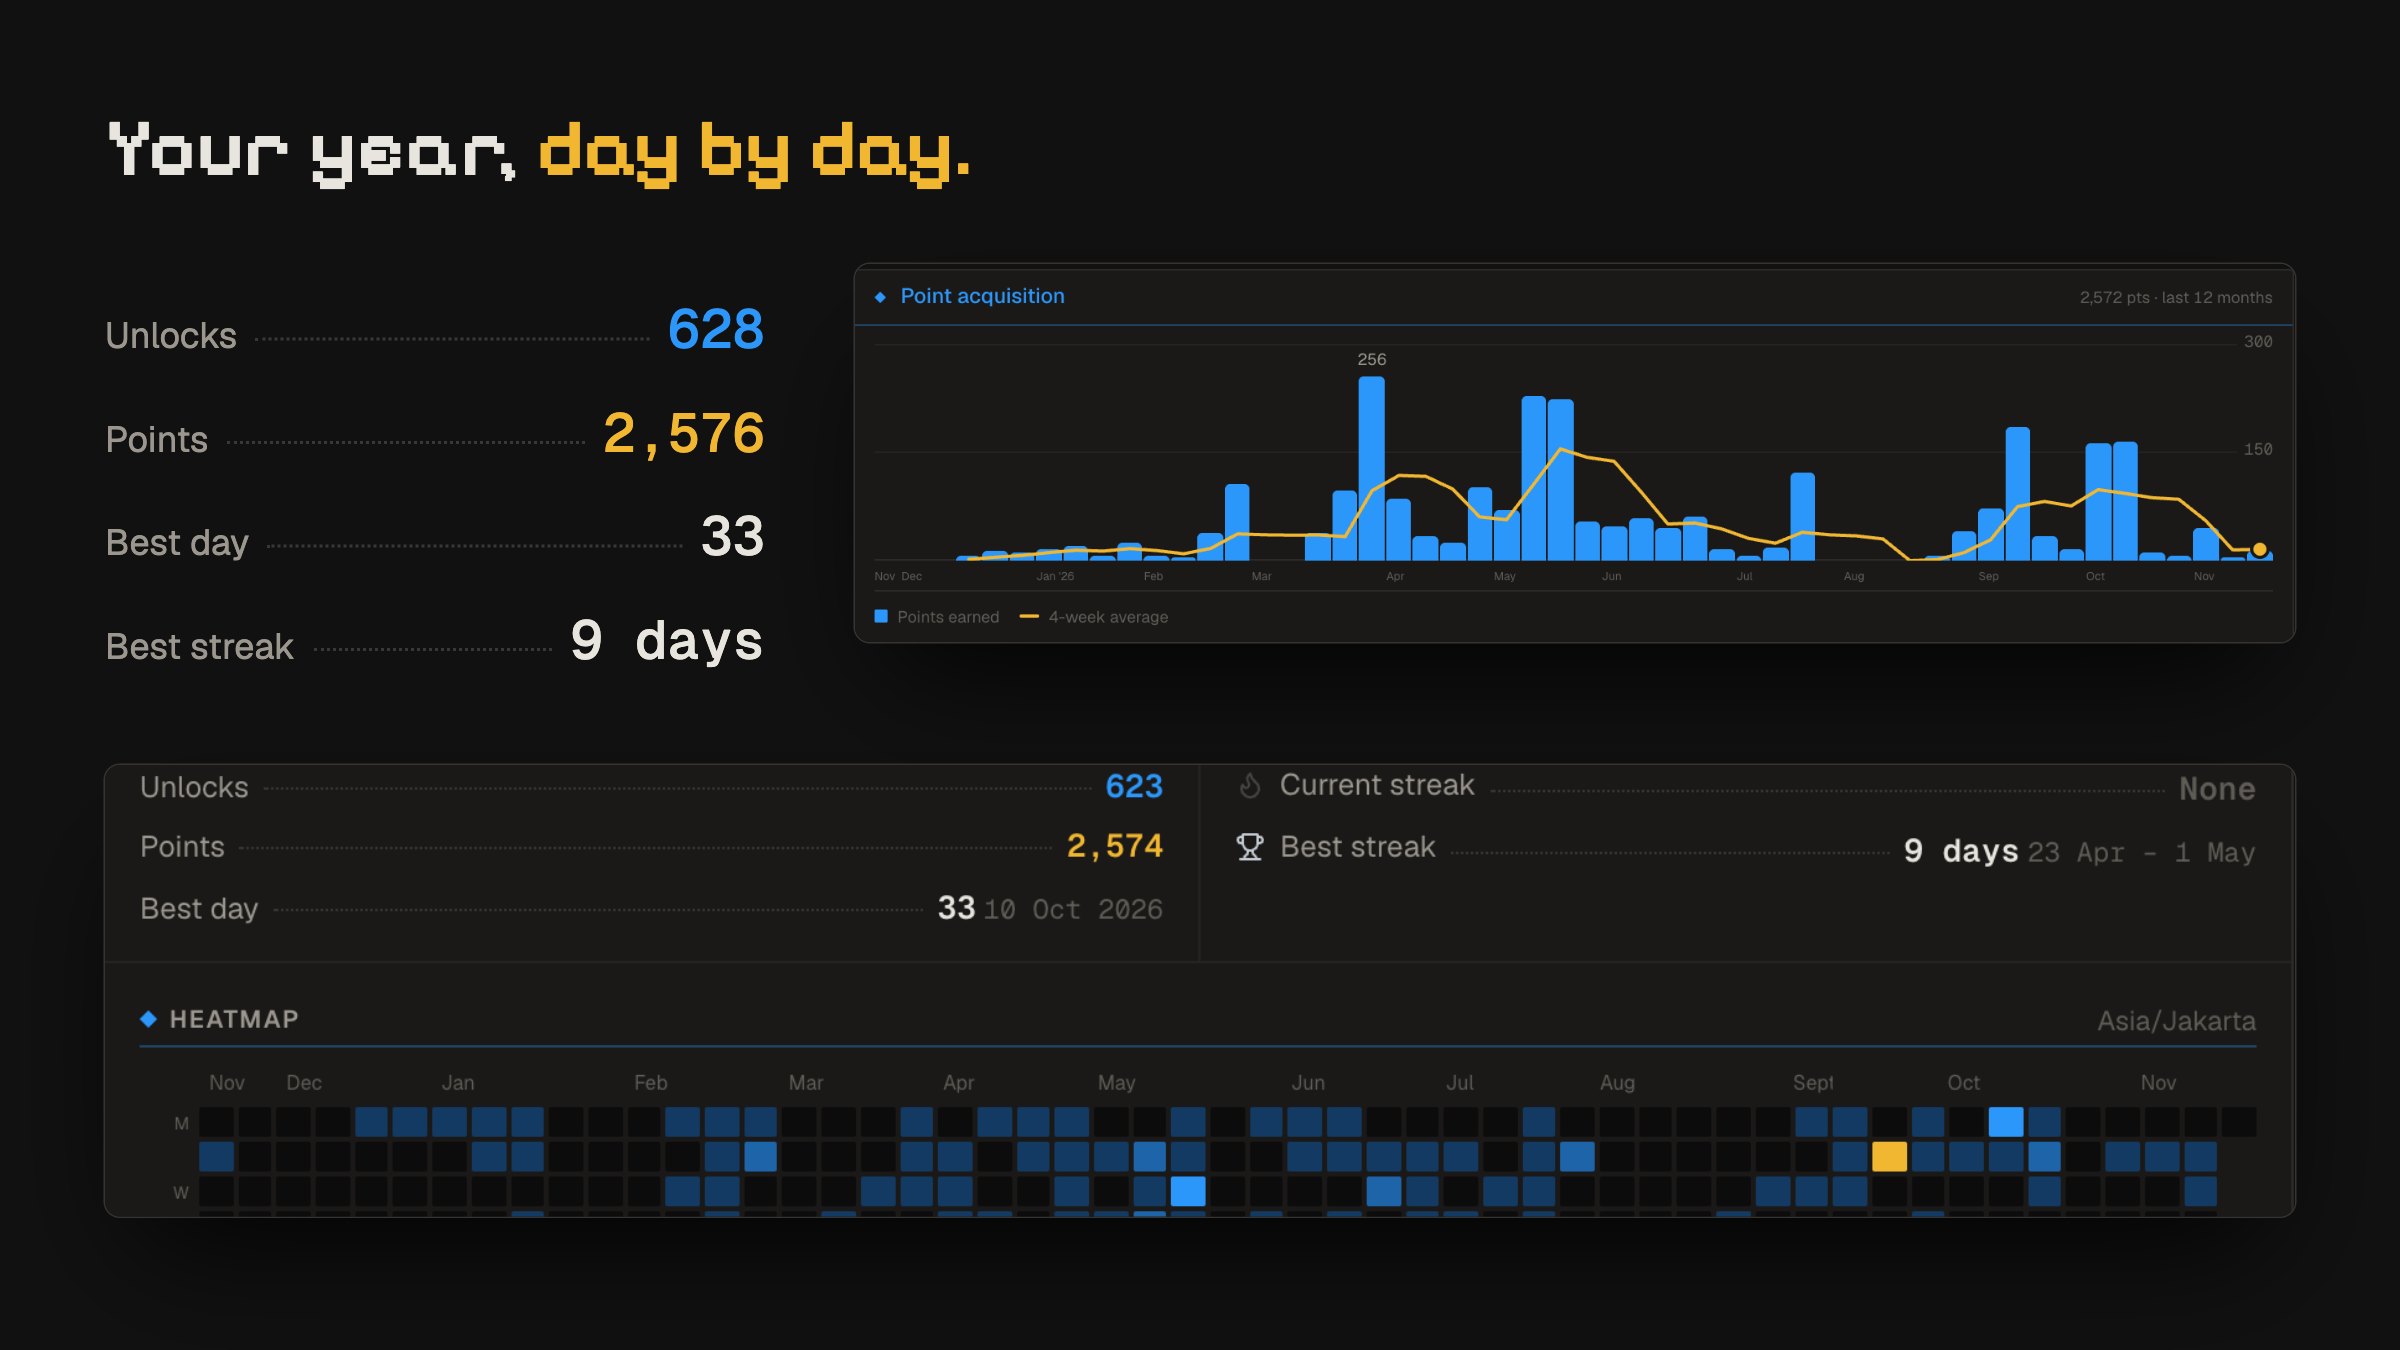 Your year, day by day.
Unlocks 628
Points 2,576
Best day 33
Best streak 9 days
Point acquisition
2,572 pts · last 12 months
300
256
150
Nov Dec Jan '26 Feb Mar Apr May Jun Jul Aug Sep Oct Nov
Points earned 4-week average
Unlocks 623
Points 2,574
Best day 33 10 Oct 2026
Current streak None
Best streak 9 days 23 Apr – 1 May
HEATMAP
Asia/Jakarta
Nov Dec Jan Feb Mar Apr May Jun Jul Aug Sept Oct Nov
M
W